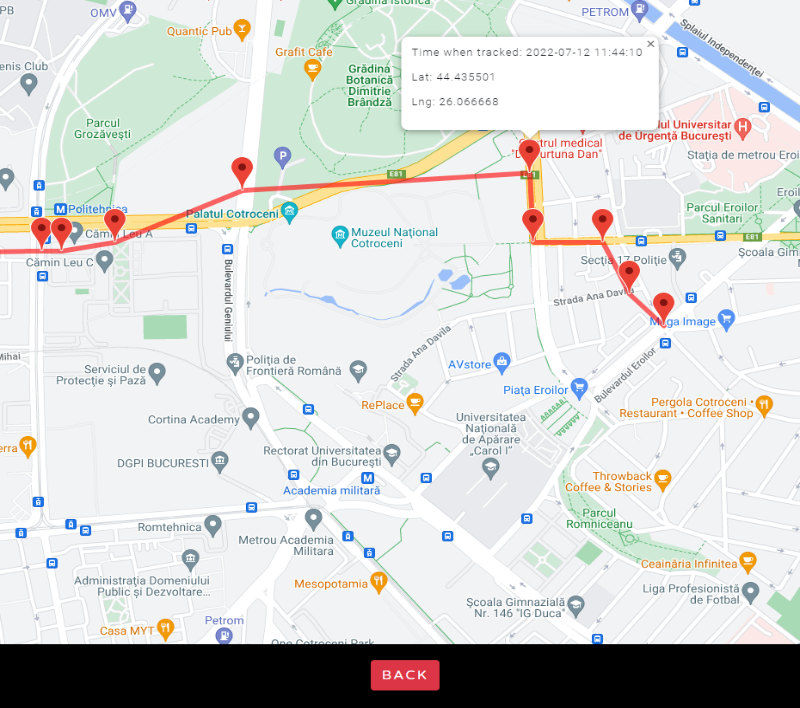 PB
OMV
Grădina istorică
PETROM
Splaiul Independenței
Quantic Pub
Grafit Cafe
enis Club
Grădina
Botanică
Dimitrie
Brândză
Time when tracked: 2022-07-12 11:44:10
Lat: 44.435501
Lng: 26.066668
Parcul
Grozăvești
P
l Universitar
de Urgență București
H
trul medical
urtuna Dan"
Stația de metrou Eroi
E81
Politehnica
Palatul Cotroceni
Cămin Leu A
Muzeul Național
Cotroceni
Parcul Eroilor
Sanitari
Eroil
E81
Școala Gim
Cămin Leu C
Secția 17 Poliție
Bulevardul Geniului
Strada Ana Davila
Mega Image
Mihai
Strada Ana Davila
Serviciul de
Protecție și Pază
Poliția de
Frontieră Română
AVstore
Bulevardul Eroilor
Piața Eroilor
RePlace
Pergola Cotroceni •
Restaurant • Coffee Shop
Cortina Academy
Universitatea
Națională
de Apărare
„Carol I”
erra
Rectorat Universitatea
din București
DGPI BUCURESTI
Academia militară
Throwback
Coffee & Stories
Parcul
Romniceanu
Romtehnica
Metrou Academia
Militara
Administrația Domeniului
Public și Dezvoltare...
Mesopotamia
Ceainăria Infinitea
Liga Profesionistă
de Fotbal
Școala Gimnazială
Nr. 146 "IG Duca"
Casa MYT
Petrom
One Cotroceni Park
BACK